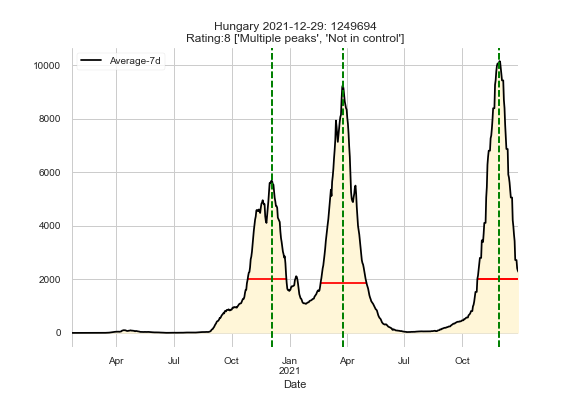 Hungary 2021-12-29: 1249694
Rating:8 ['Multiple peaks', 'Not in control']
Average-7d
10000
8000
6000
4000
2000
0
Apr Jul Oct Jan Apr Jul Oct
2021
Date